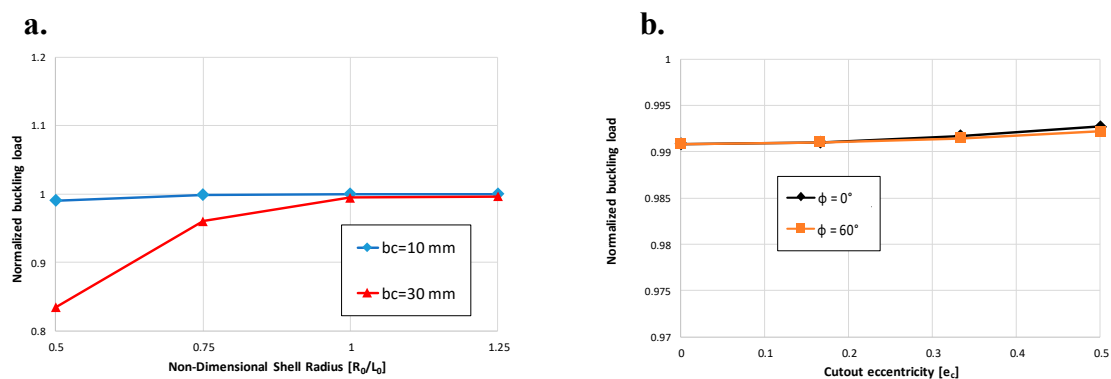 a.
Normalized buckling load
1.2
1.1
1
0.9
0.8
0.5
0.75
1
1.25
Non-Dimensional Shell Radius [R₀/L₀]
bc=10 mm
bc=30 mm
b.
Normalized buckling load
1
0.995
0.99
0.985
0.98
0.975
0.97
0
0.1
0.2
0.3
0.4
0.5
Cutout eccentricity [e꜀]
ϕ = 0°
ϕ = 60°